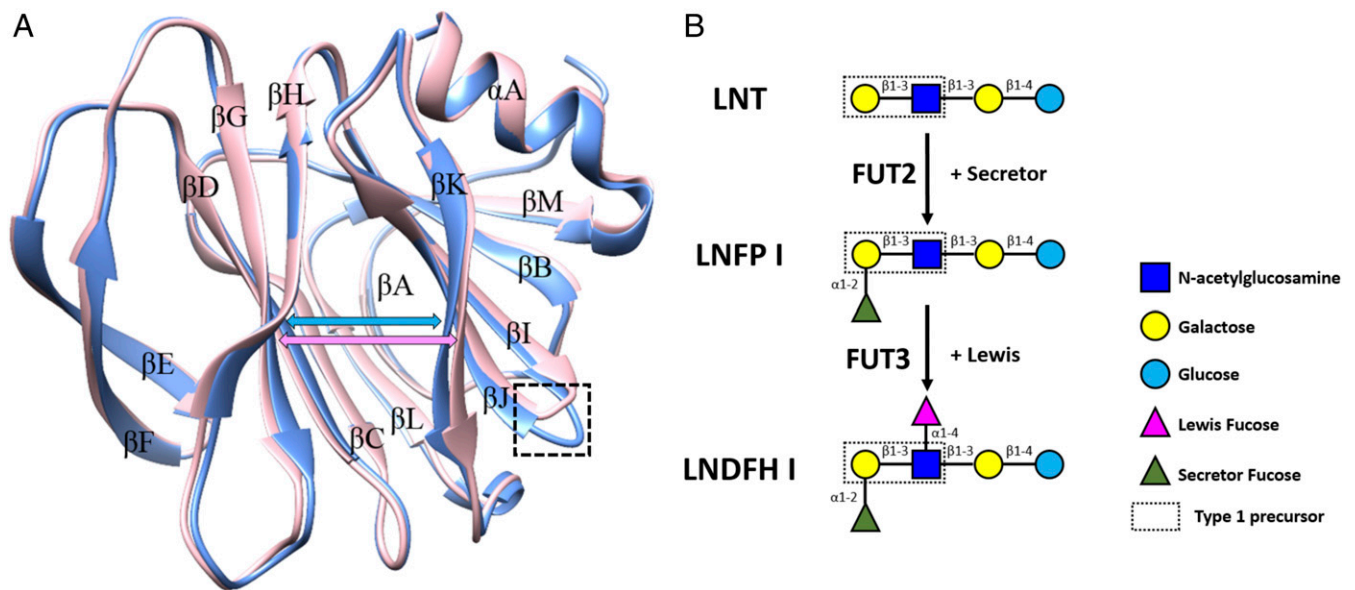 A
βG
βH
αA
βD
βK
βM
βB
βA
βI
βE
βJ
βL
βF
βC
B
LNT
β1-3
β1-3
β1-4
FUT2
+ Secretor
LNFP I
β1-3
β1-3
β1-4
α1-2
FUT3
+ Lewis
α1-4
LNDFH I
β1-3
β1-3
β1-4
α1-2
N-acetylglucosamine
Galactose
Glucose
Lewis Fucose
Secretor Fucose
Type 1 precursor